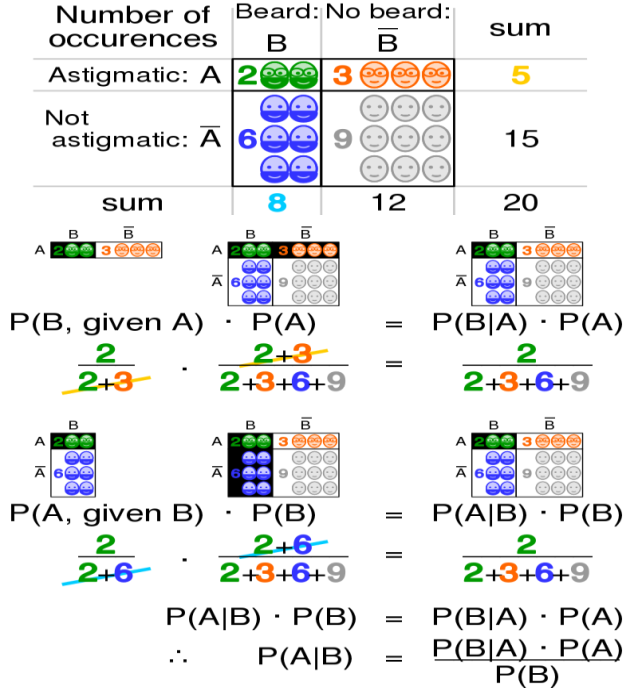 Number of occurences Beard: B No beard: B̅ sum
Astigmatic: A 2 3 5
Not astigmatic: A̅ 6 9 15
sum 8 12 20
B B̅ B B̅ B B̅
A 2 3 A 2 3 A 2 3
A̅ 6 9 A̅ 6 9
P(B, given A) · P(A) = P(B|A) · P(A)
2 2+3 2
· =
2+3 2+3+6+9 2+3+6+9
B B B̅ B B̅
A 2 A 2 3 A 2 3
A̅ 6 A̅ 6 9 A̅ 6 9
P(A, given B) · P(B) = P(A|B) · P(B)
2 2+6 2
· =
2+6 2+3+6+9 2+3+6+9
P(A|B) · P(B) = P(B|A) · P(A)
P(B|A) · P(A)
∴ P(A|B) =
P(B)